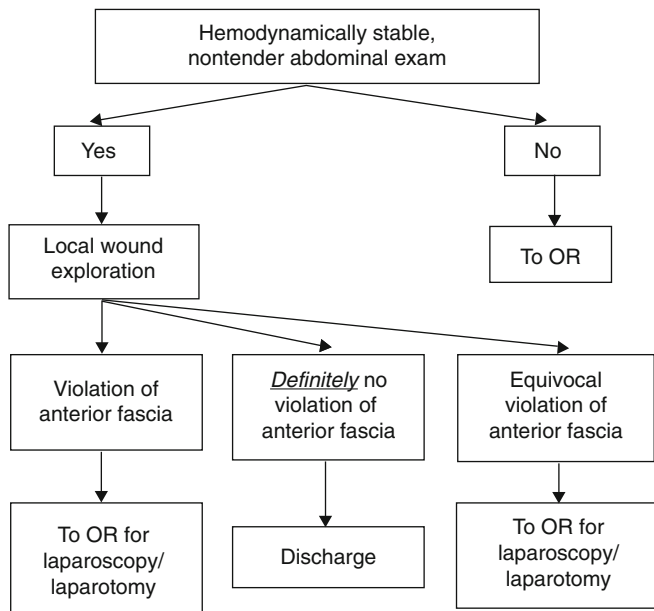 Hemodynamically stable,
nontender abdominal exam
Yes
No
Local wound
exploration
To OR
Violation of
anterior fascia
Definitely no
violation of
anterior fascia
Equivocal
violation of
anterior fascia
To OR for
laparoscopy/
laparotomy
Discharge
To OR for
laparoscopy/
laparotomy